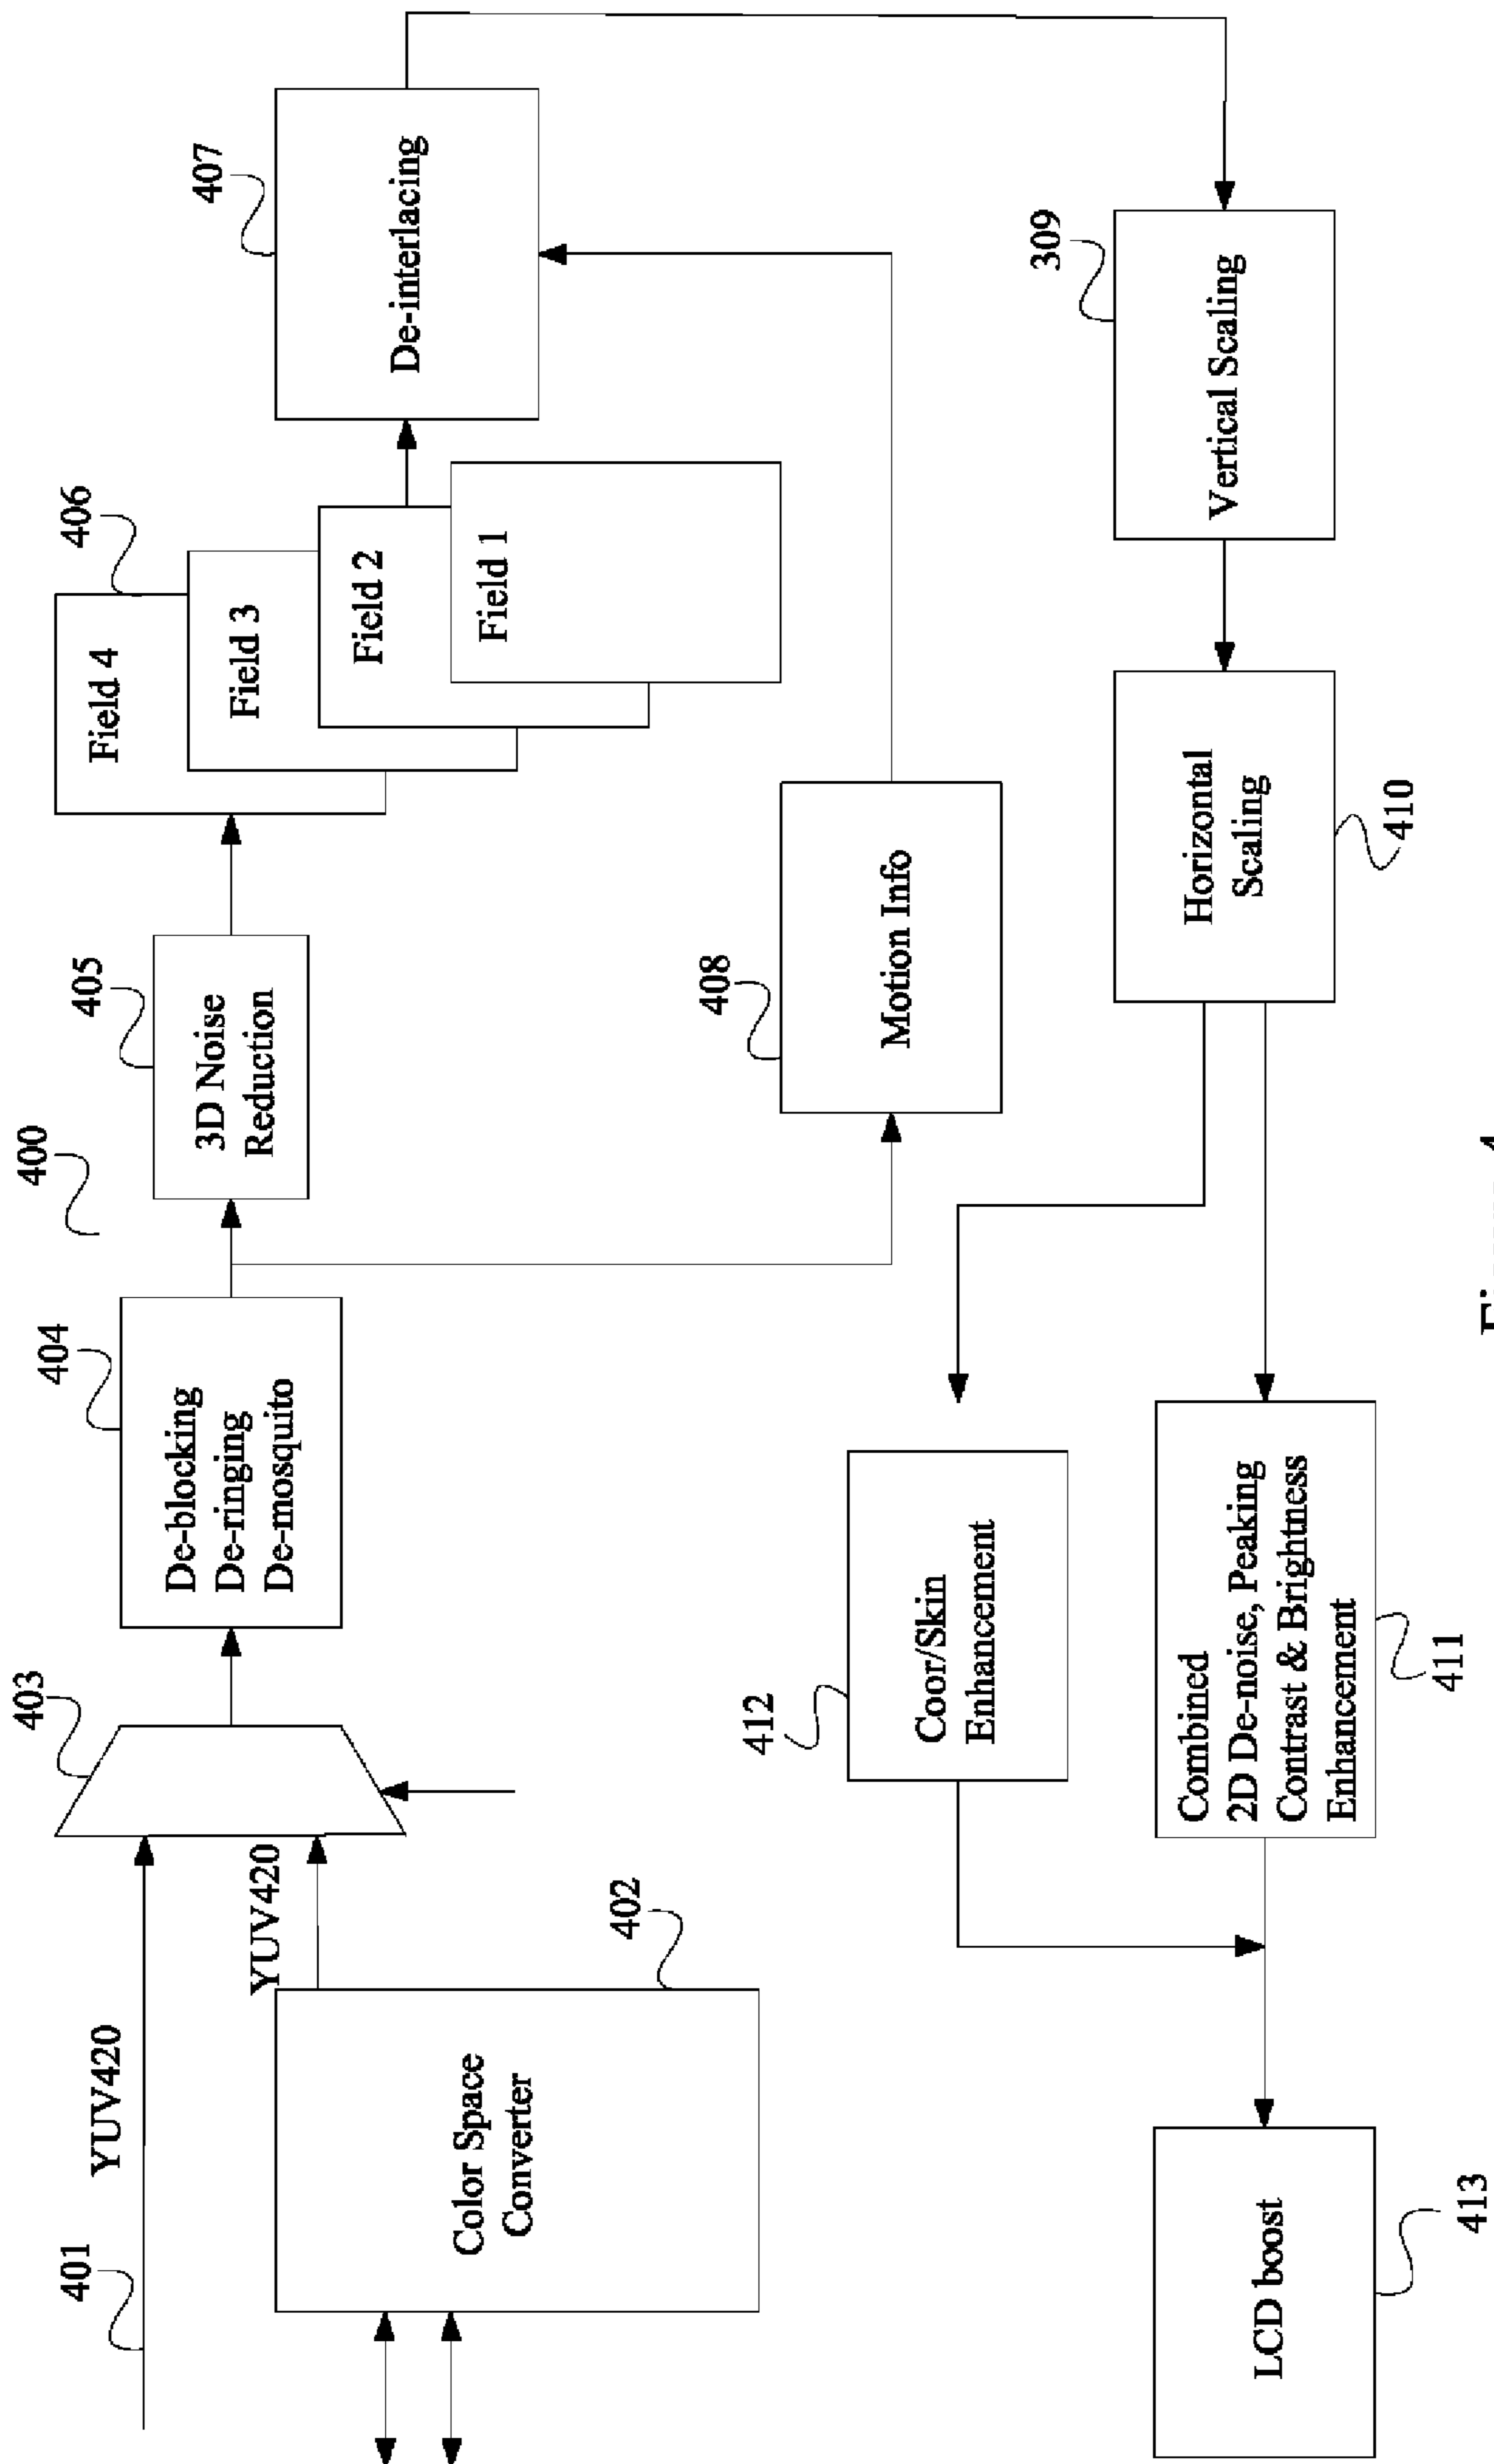 400
401
YUV420
YUV420
402
Color Space
Converter
403
404
De-blocking
De-ringing
De-mosquito
405
3D Noise
Reduction
406
Field 4
Field 3
Field 2
Field 1
407
De-interlacing
408
Motion Info
309
Vertical Scaling
Horizontal
Scaling
410
412
Coor/Skin
Enhancement
Combined
2D De-noise, Peaking
Contrast & Brightness
Enhancement
411
LCD boost
413